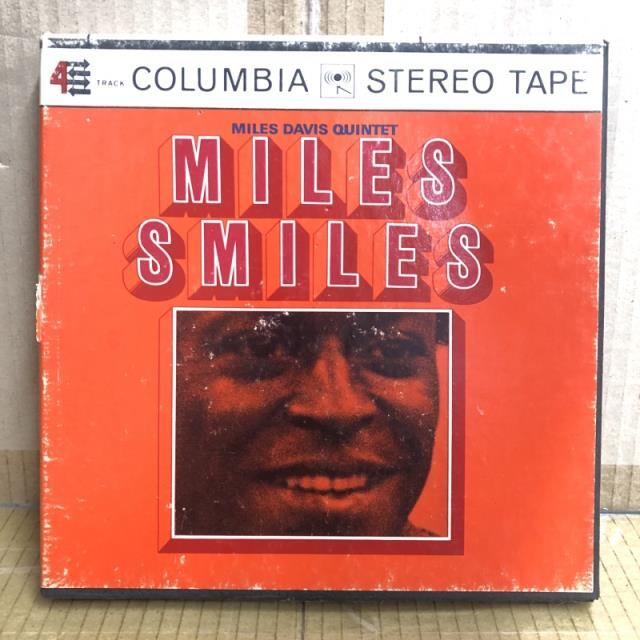 4 TRACK COLUMBIA STEREO TAPE
MILES DAVIS QUINTET
MILES
SMILES